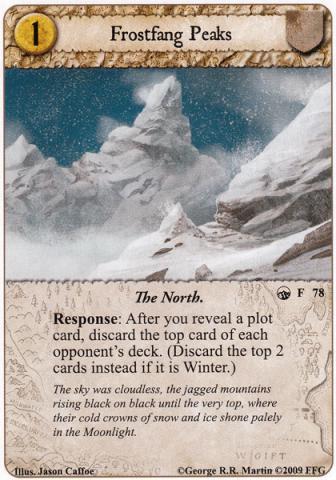 1
Frostfang Peaks
The North.
F 78
Response: After you reveal a plot
card, discard the top card of each
opponent's deck. (Discard the top 2
cards instead if it is Winter.)
The sky was cloudless, the jagged mountains
rising black on black until the very top, where
their cold crowns of snow and ice shone palely
in the Moonlight.
GIFT
Illus. Jason Caffoe
©George R.R. Martin ©2009 FFG